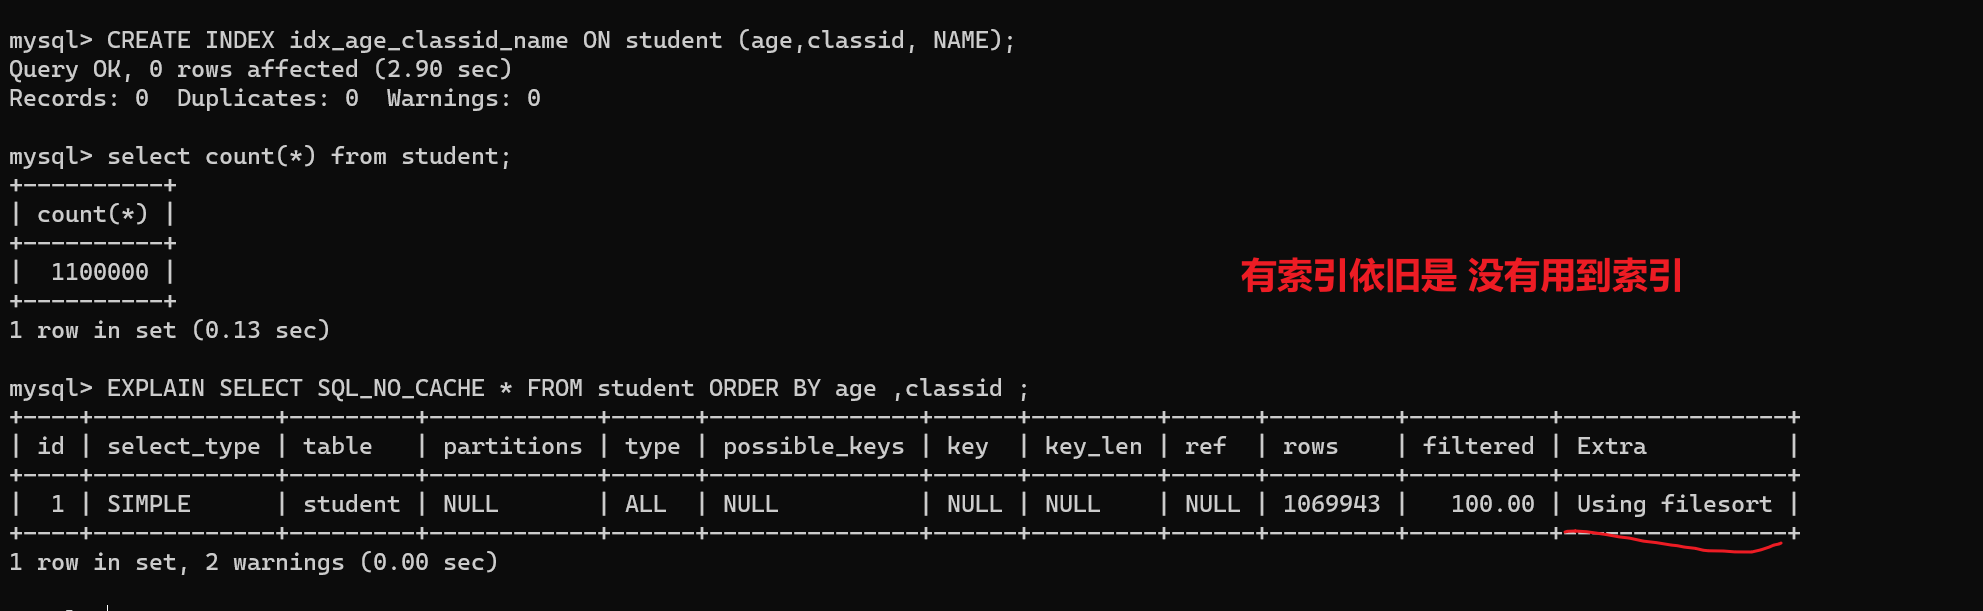 mysql> CREATE INDEX idx_age_classid_name ON student (age,classid, NAME);
Query OK, 0 rows affected (2.90 sec)
Records: 0  Duplicates: 0  Warnings: 0
mysql> select count(*) from student;
+----------+
| count(*) |
+----------+
|  1100000 |
+----------+
有索引依旧是 没有用到索引
1 row in set (0.13 sec)
mysql> EXPLAIN SELECT SQL_NO_CACHE * FROM student ORDER BY age ,classid ;
+----+-------------+---------+------------+------+---------------+------+---------+------+---------+----------+----------------+
| id | select_type | table   | partitions | type | possible_keys | key  | key_len | ref  | rows    | filtered | Extra          |
+----+-------------+---------+------------+------+---------------+------+---------+------+---------+----------+----------------+
|  1 | SIMPLE      | student | NULL       | ALL  | NULL          | NULL | NULL    | NULL | 1069943 |   100.00 | Using filesort |
+----+-------------+---------+------------+------+---------------+------+---------+------+---------+----------+----------------+
1 row in set, 2 warnings (0.00 sec)